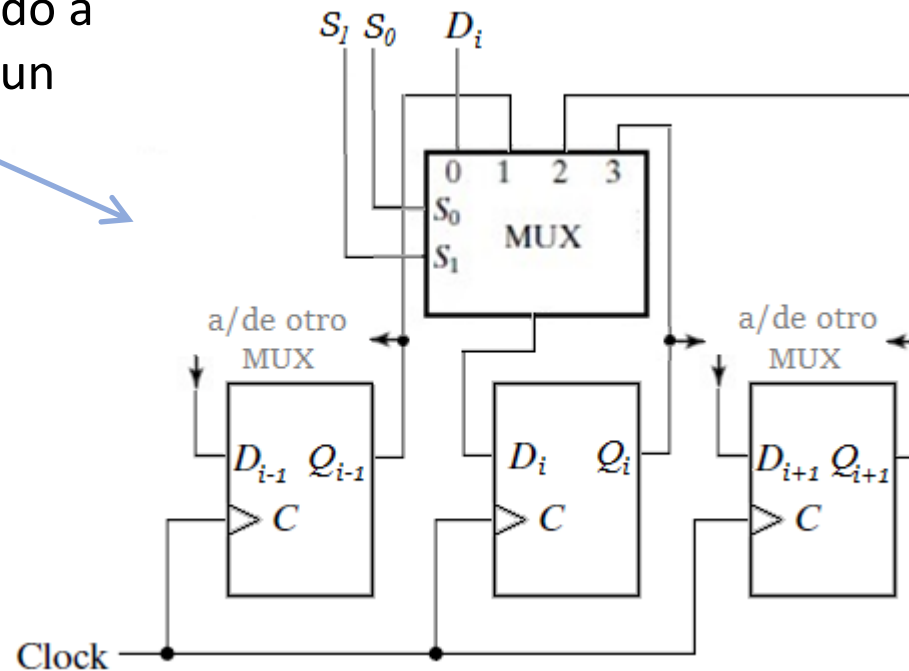 do a
un
S1 S0 Di
0 1 2 3
S0
MUX
S1
a/de otro
MUX
a/de otro
MUX
Di-1 Qi-1
C
Di Qi
C
Di+1 Qi+1
C
Clock